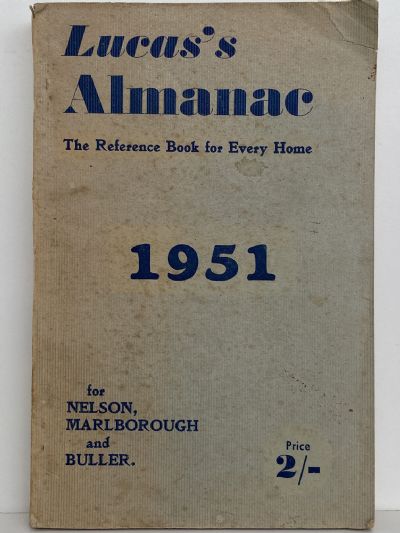 Lucas's
Almanac
The Reference Book for Every Home
1951
for
NELSON,
MARLBOROUGH
and
BULLER.
Price
2/-